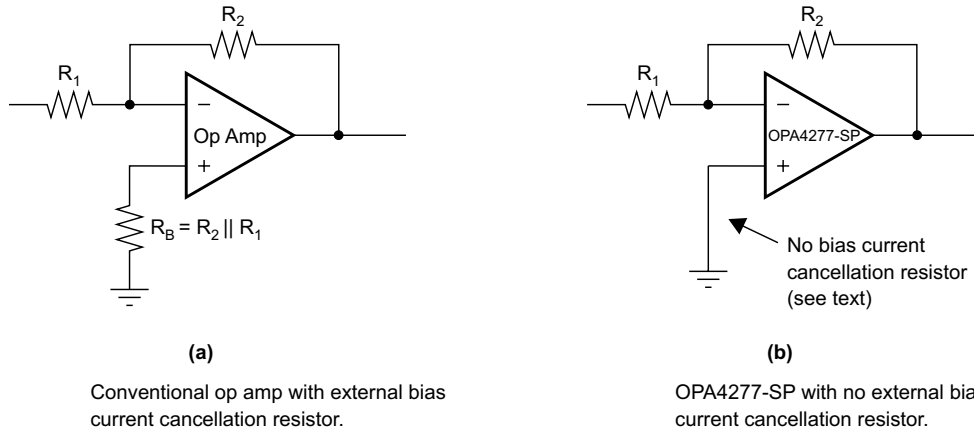 R2
R1
−
Op Amp
+
RB = R2 || R1
(a)
Conventional op amp with external bias
current cancellation resistor.
R2
R1
−
OPA4277-SP
+
No bias current
cancellation resistor
(see text)
(b)
OPA4277-SP with no external bia
current cancellation resistor.